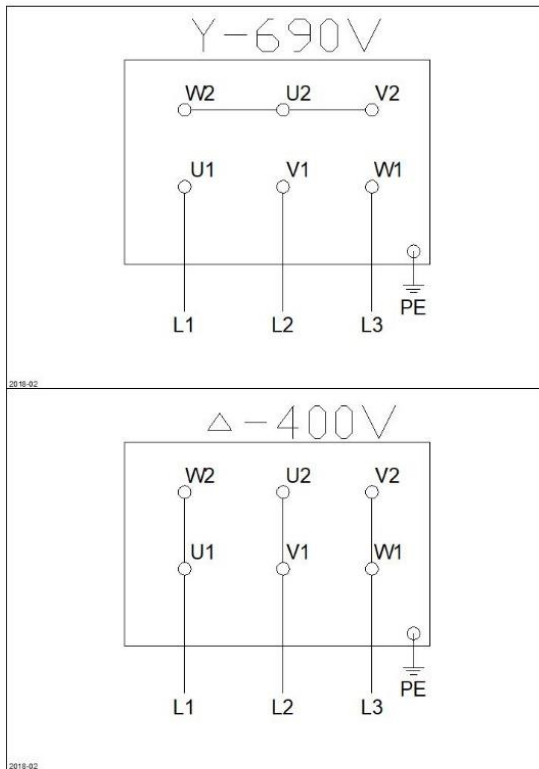 Y-690V
W2 U2 V2
U1 V1 W1
PE
L1 L2 L3
2018-02
△-400V
W2 U2 V2
U1 V1 W1
PE
L1 L2 L3
2018-02